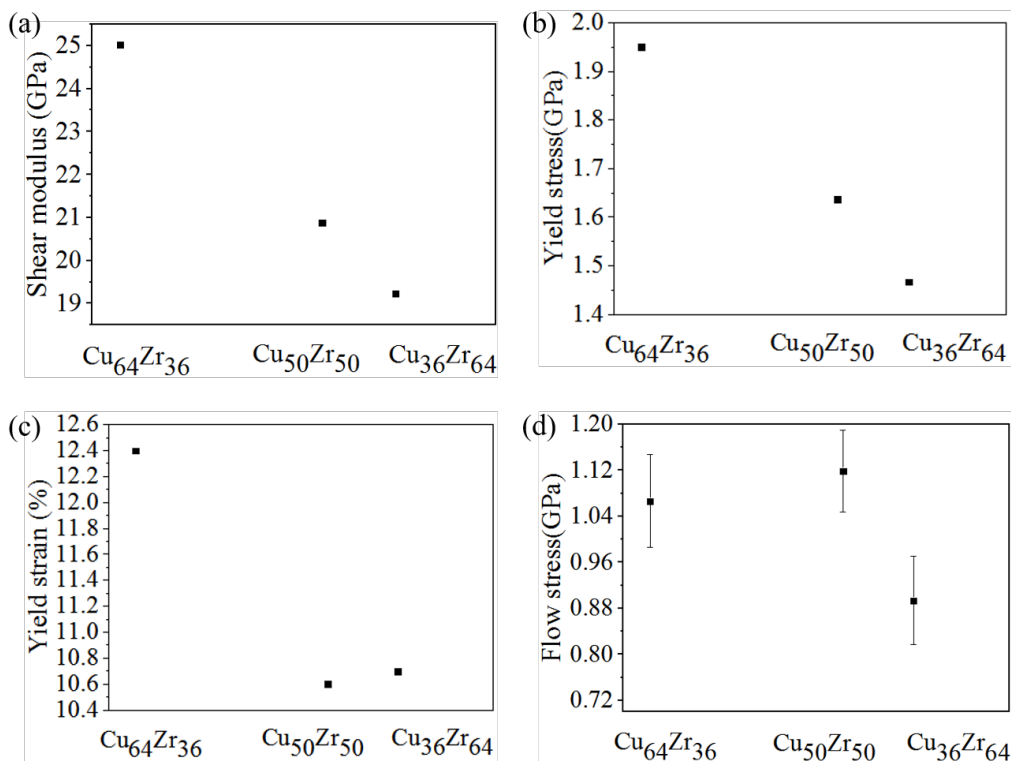 (a)
Shear modulus (GPa)
25
24
23
22
21
20
19
Cu64Zr36
Cu50Zr50
Cu36Zr64
(b)
Yield stress(GPa)
2.0
1.9
1.8
1.7
1.6
1.5
1.4
Cu64Zr36
Cu50Zr50
Cu36Zr64
(c)
Yield strain (%)
12.6
12.4
12.2
12.0
11.8
11.6
11.4
11.2
11.0
10.8
10.6
10.4
Cu64Zr36
Cu50Zr50
Cu36Zr64
(d)
Flow stress(GPa)
1.20
1.12
1.04
0.96
0.88
0.80
0.72
Cu64Zr36
Cu50Zr50
Cu36Zr64